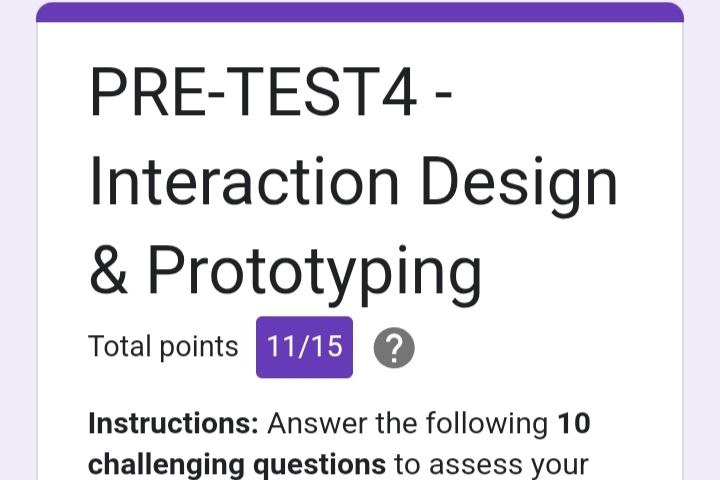 PRE-TEST4 -
Interaction Design
& Prototyping
Total points 11/15 ?
Instructions: Answer the following 10
challenging questions to assess your